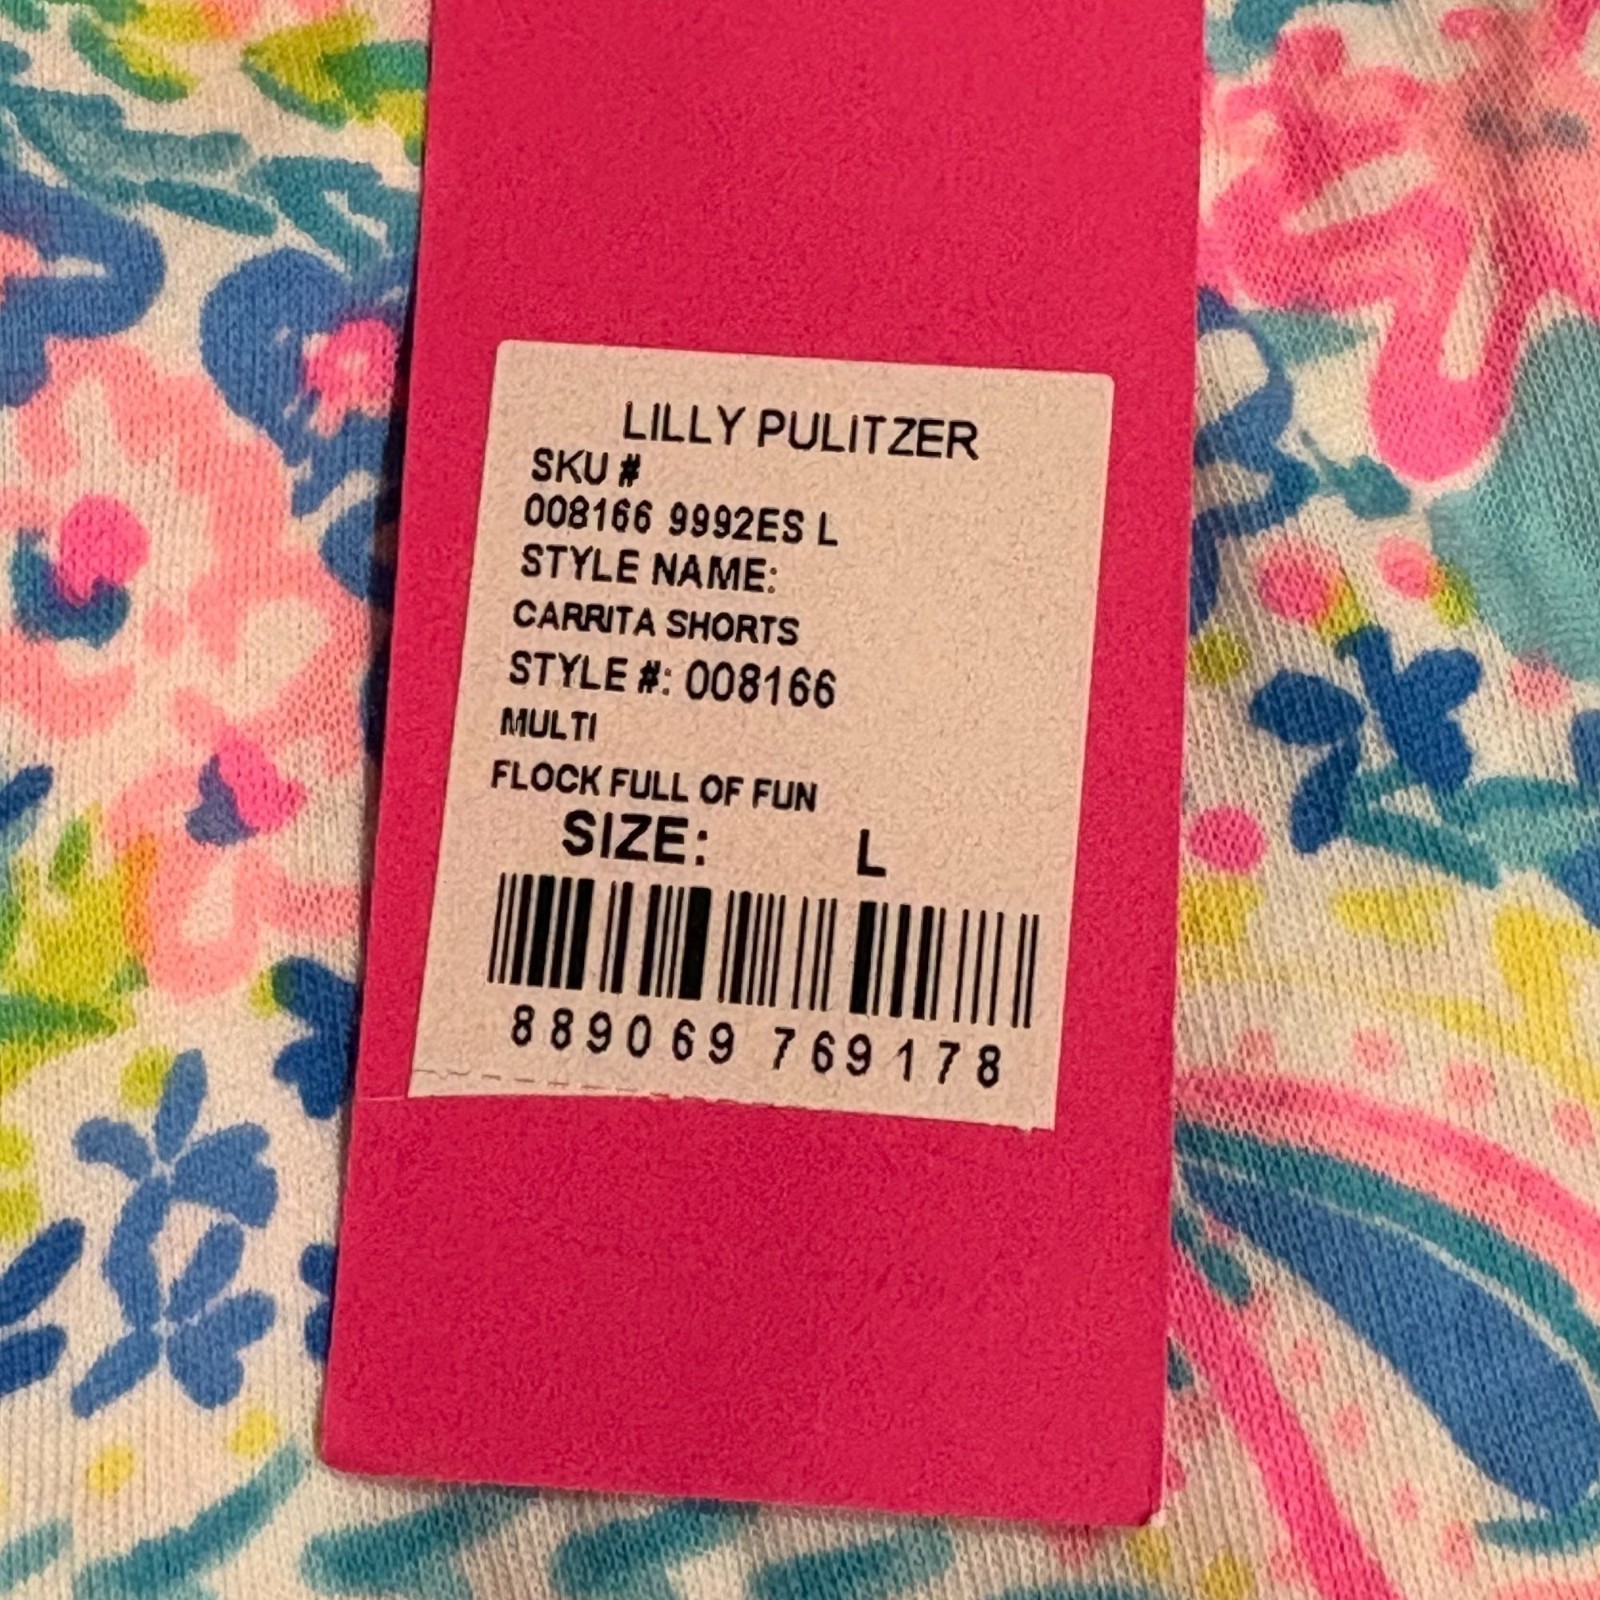 LILLY PULITZER
SKU #
008166 9992ES L
STYLE NAME:
CARRITA SHORTS
STYLE #: 008166
MULTI
FLOCK FULL OF FUN
SIZE: L
889069 769178